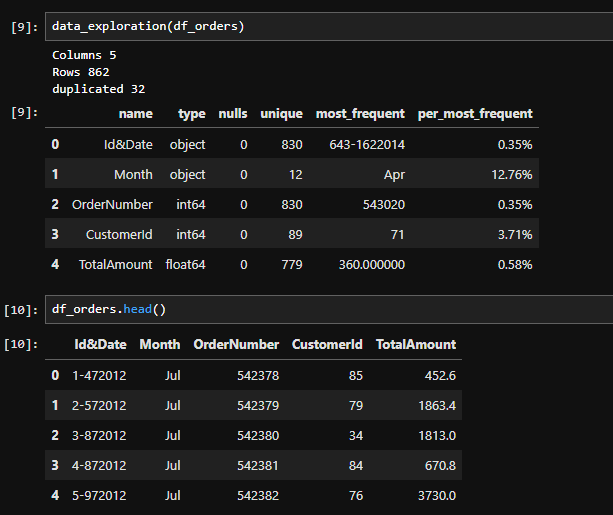 [9]: data_exploration(df_orders)
Columns 5
Rows 862
duplicated 32
[9]: name type nulls unique most_frequent per_most_frequent
0 Id&Date object 0 830 643-1622014 0.35%
1 Month object 0 12 Apr 12.76%
2 OrderNumber int64 0 830 543020 0.35%
3 CustomerId int64 0 89 71 3.71%
4 TotalAmount float64 0 779 360.000000 0.58%
[10]: df_orders.head()
[10]: Id&Date Month OrderNumber CustomerId TotalAmount
0 1-472012 Jul 542378 85 452.6
1 2-572012 Jul 542379 79 1863.4
2 3-872012 Jul 542380 34 1813.0
3 4-872012 Jul 542381 84 670.8
4 5-972012 Jul 542382 76 3730.0